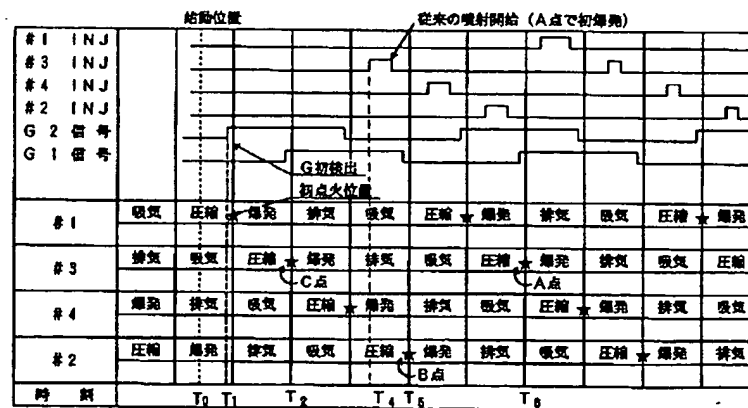 始動位置
従来の噴射開始（A点で初爆発）
#1 INJ
#3 INJ
#4 INJ
#2 INJ
G2信号
G1信号
G初検出
初点火位置
#1 吸気 圧縮 ★ 爆発 排気 吸気 圧縮 ★ 爆発 排気 吸気 圧縮 ★ 爆発
#3 排気 吸気 圧縮 ★ 爆発 排気 吸気 圧縮 ★ 爆発 排気 吸気 圧縮
C点 A点
#4 爆発 排気 吸気 圧縮 ★ 爆発 排気 吸気 圧縮 ★ 爆発 排気 吸気
#2 圧縮 爆発 排気 吸気 圧縮 ★ 爆発 排気 吸気 圧縮 ★ 爆発 排気
B点
時刻 T0 T1 T2 T4 T5 T6